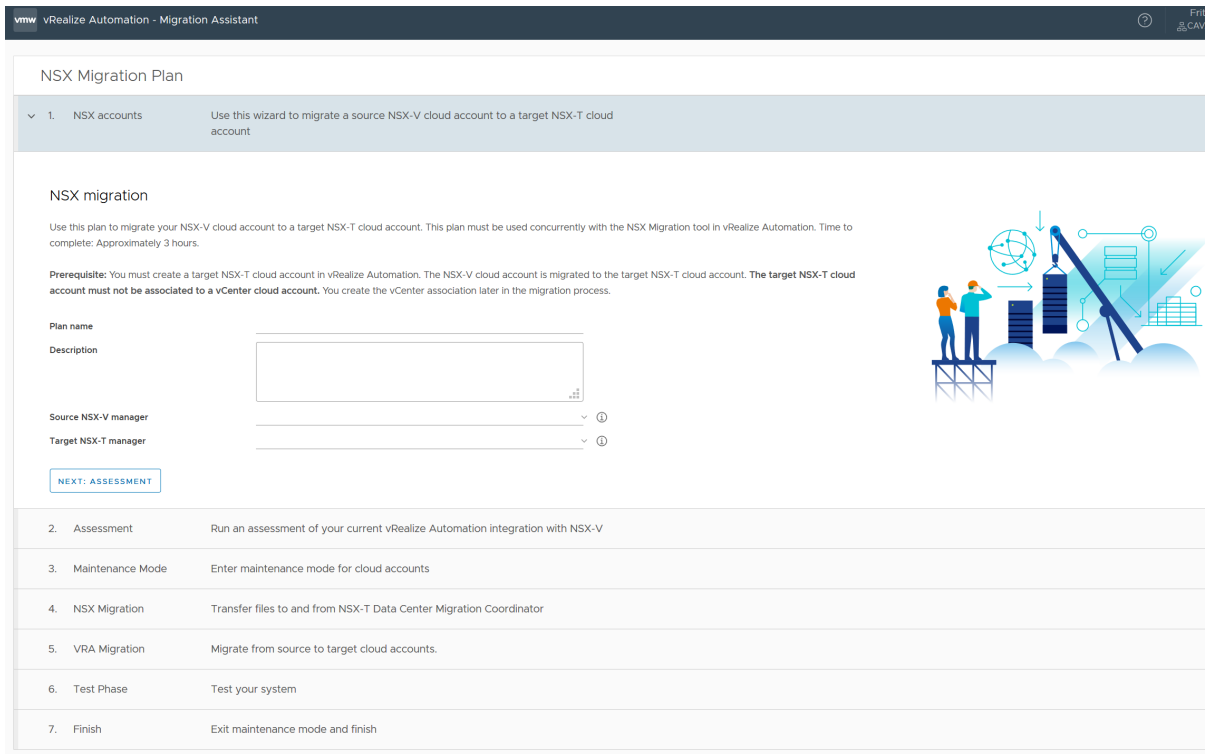 vmw vRealize Automation - Migration Assistant
NSX Migration Plan
1. NSX accounts Use this wizard to migrate a source NSX-V cloud account to a target NSX-T cloud
account
NSX migration
Use this plan to migrate your NSX-V cloud account to a target NSX-T cloud account. This plan must be used concurrently with the NSX Migration tool in vRealize Automation. Time to
complete: Approximately 3 hours.
Prerequisite: You must create a target NSX-T cloud account in vRealize Automation. The NSX-V cloud account is migrated to the target NSX-T cloud account. The target NSX-T cloud
account must not be associated to a vCenter cloud account. You create the vCenter association later in the migration process.
Plan name
Description
Source NSX-V manager
Target NSX-T manager
NEXT: ASSESSMENT
2. Assessment Run an assessment of your current vRealize Automation integration with NSX-V
3. Maintenance Mode Enter maintenance mode for cloud accounts
4. NSX Migration Transfer files to and from NSX-T Data Center Migration Coordinator
5. VRA Migration Migrate from source to target cloud accounts.
6. Test Phase Test your system
7. Finish Exit maintenance mode and finish